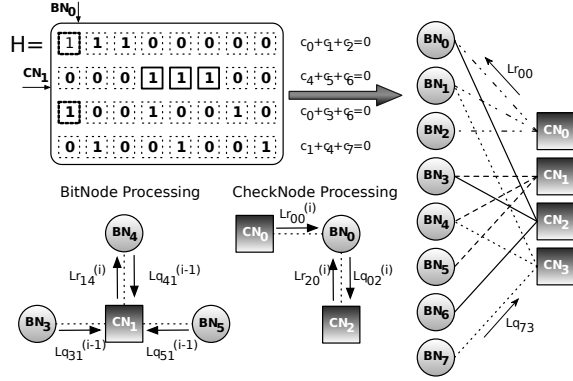 BN₀
H= 1 1 1 0 0 0 0 0 c₀+c₁+c₂=0
CN₁ 0 0 0 1 1 1 0 0 c₄+c₅+c₆=0
1 0 0 1 0 0 1 0 c₀+c₃+c₆=0
0 1 0 0 1 0 0 1 c₁+c₄+c₇=0
BitNode Processing
BN₄
Lr₁₄⁽ⁱ⁾ Lq₄₁⁽ⁱ⁻¹⁾
BN₃ CN₁ BN₅
Lq₃₁⁽ⁱ⁻¹⁾ Lq₅₁⁽ⁱ⁻¹⁾
CheckNode Processing
Lr₀₀⁽ⁱ⁾
CN₀ BN₀
Lr₂₀⁽ⁱ⁾ Lq₀₂⁽ⁱ⁾
CN₂
BN₀
BN₁
BN₂
BN₃
BN₄
BN₅
BN₆
BN₇
Lr₀₀
CN₀
CN₁
CN₂
CN₃
Lq₇₃